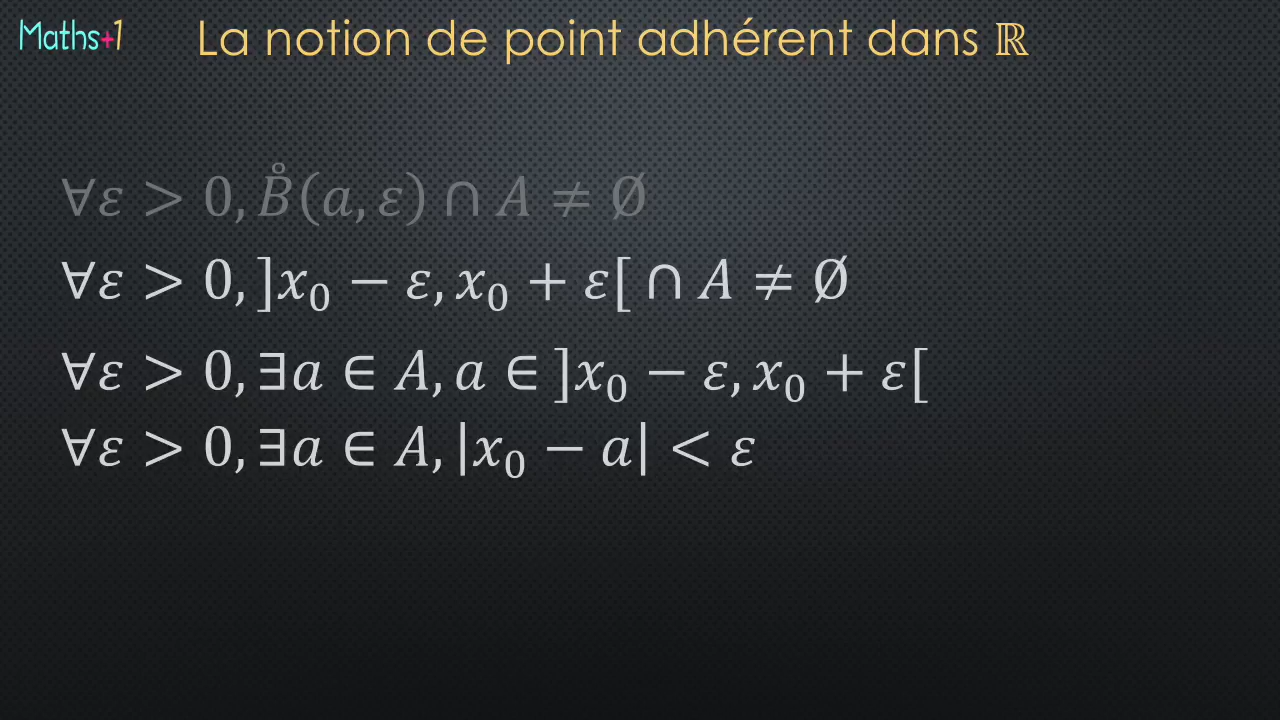 Maths+1
La notion de point adhérent dans ℝ
∀ε > 0, B̊(a, ε) ∩ A ≠ Ø
∀ε > 0, ]x₀ − ε, x₀ + ε[ ∩ A ≠ Ø
∀ε > 0, ∃a ∈ A, a ∈ ]x₀ − ε, x₀ + ε[
∀ε > 0, ∃a ∈ A, |x₀ − a| < ε